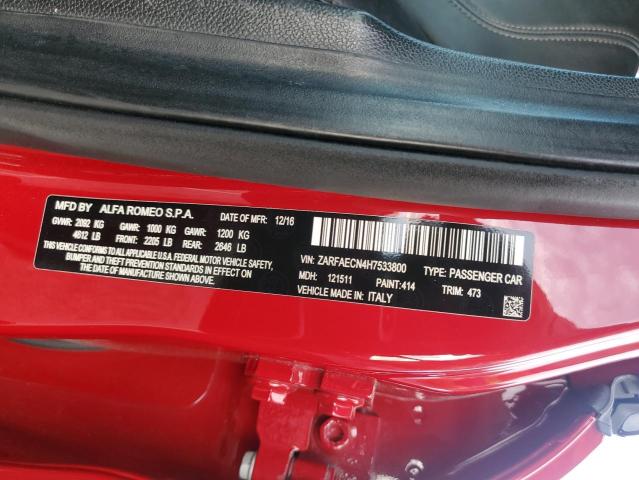 MFD BY ALFA ROMEO S.P.A. DATE OF MFR 12/16
GVWR: 2092 KG GAWR: 1000 KG GAWR: 1200 KG
4612 LB FRONT: 2205 LB REAR: 2646 LB
THIS VEHICLE CONFORMS TO ALL APPLICABLE U.S.A. FEDERAL MOTOR VEHICLE SAFETY,
BUMPER AND THEFT PREVENTION STANDARDS IN EFFECT ON THE DATE OF
MANUFACTURE SHOWN ABOVE.
VIN: ZARFAECN4H7533800 TYPE: PASSENGER CAR
MDH: 121511 PAINT: 414 TRIM: 473
VEHICLE MADE IN: ITALY